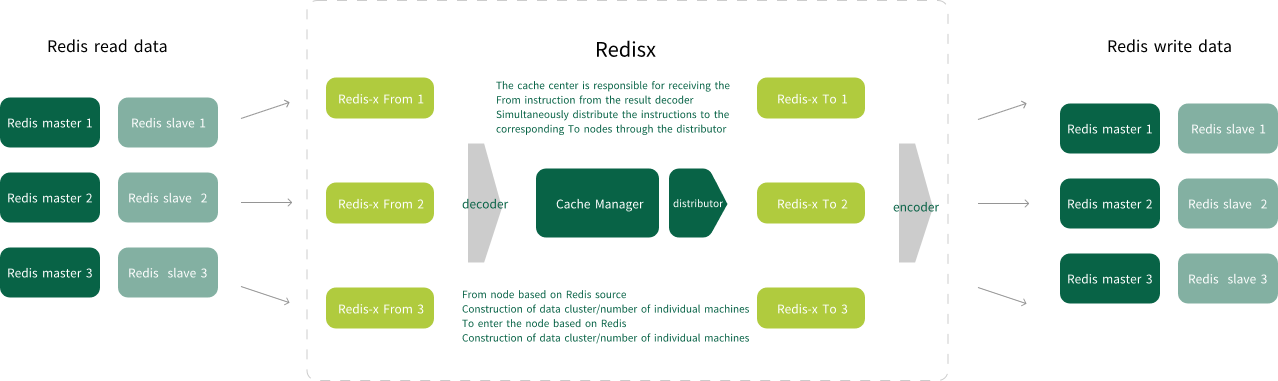 Redis read data
Redis master 1
Redis slave 1
Redis master 2
Redis slave 2
Redis master 3
Redis slave 3
Redisx
Redis-x From 1
Redis-x From 2
Redis-x From 3
The cache center is responsible for receiving the
From instruction from the result decoder
Simultaneously distribute the instructions to the
corresponding To nodes through the distributor
decoder
Cache Manager
distributor
From node based on Redis source
Construction of data cluster/number of individual machines
To enter the node based on Redis
Construction of data cluster/number of individual machines
Redis-x To 1
Redis-x To 2
Redis-x To 3
encoder
Redis write data
Redis master 1
Redis slave 1
Redis master 2
Redis slave 2
Redis master 3
Redis slave 3